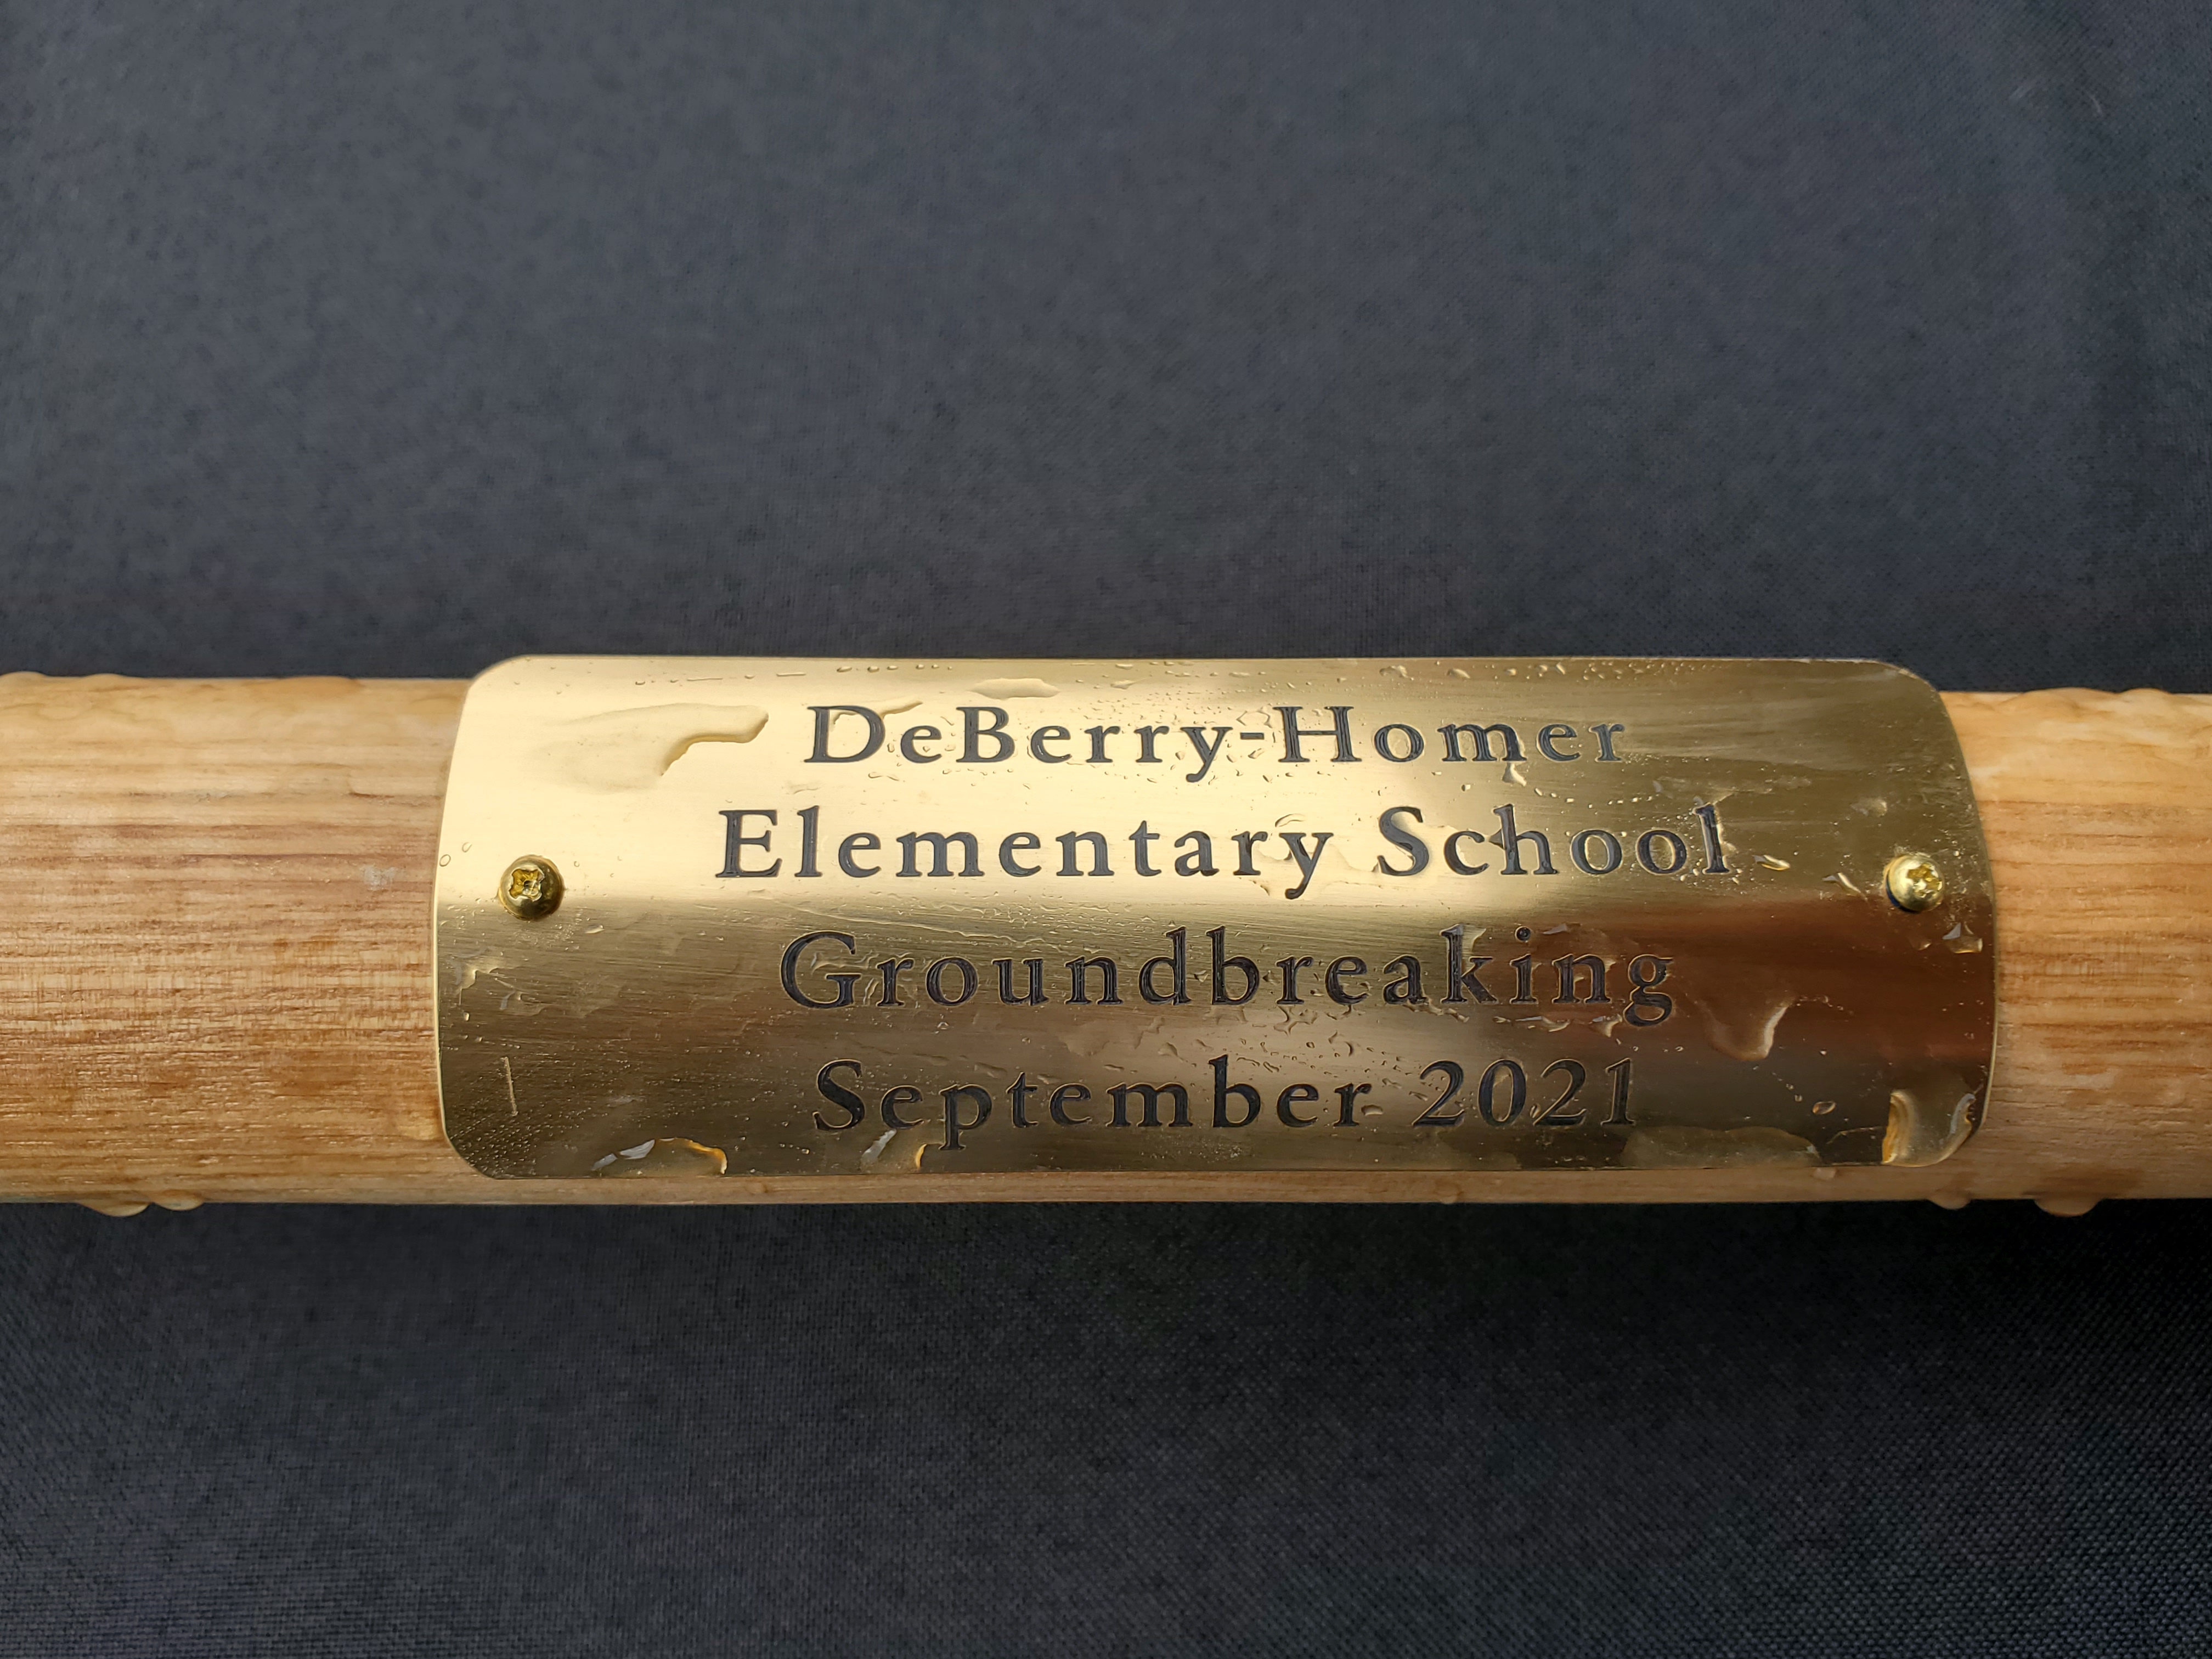 DeBerry-Homer
Elementary School
Groundbreaking
September 2021